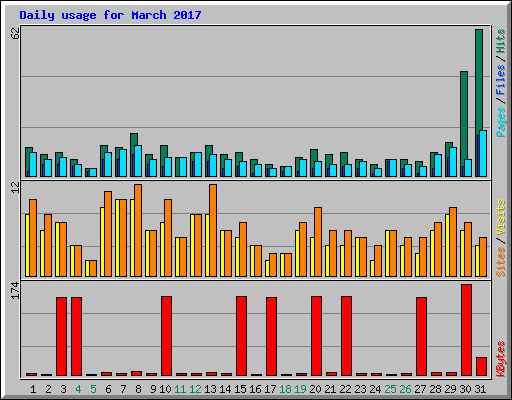 Daily usage for March 2017
62
Pages / Files / Hits
12
Sites / Visits
174
KBytes
1 2 3 4 5 6 7 8 9 10 11 12 13 14 15 16 17 18 19 20 21 22 23 24 25 26 27 28 29 30 31